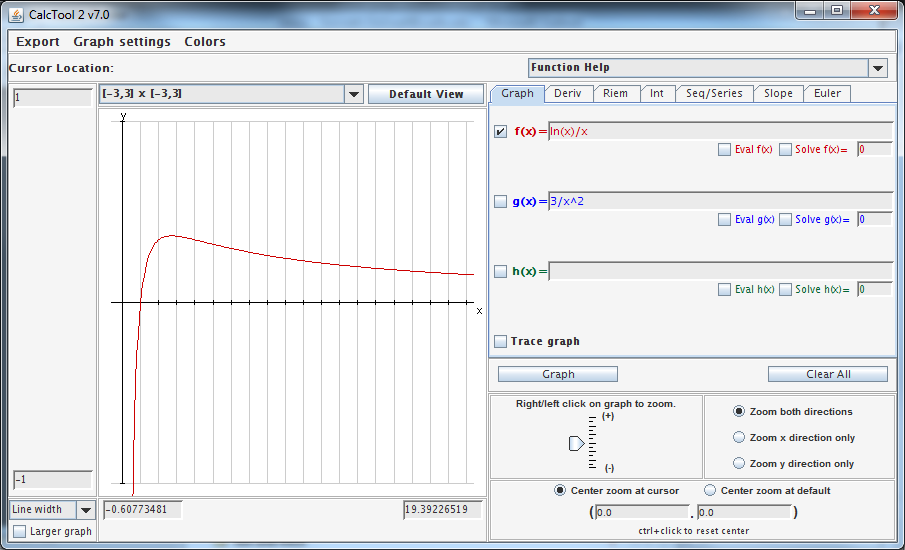 CalcTool 2 v7.0
Export Graph settings Colors
Cursor Location:
Function Help
1
[-3,3] x [-3,3]
Default View
Graph Deriv Riem Int Seq/Series Slope Euler
f(x)= ln(x)/x
Eval f(x) Solve f(x)= 0
g(x)= 3/x^2
Eval g(x) Solve g(x)= 0
h(x)=
Eval h(x) Solve h(x)= 0
Trace graph
y
x
Graph Clear All
Right/left click on graph to zoom.
(+)
(-)
Zoom both directions
Zoom x direction only
Zoom y direction only
-1
Line width
Larger graph
-0.60773481
19.39226519
Center zoom at cursor Center zoom at default
( 0.0 , 0.0 )
ctrl+click to reset center